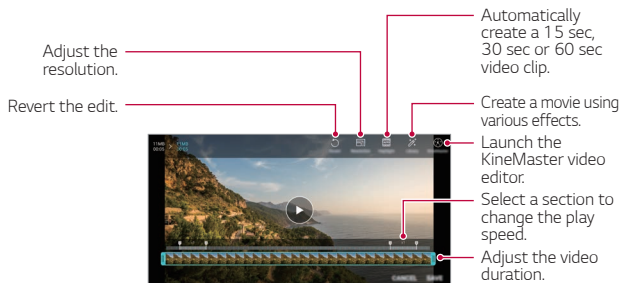 Automatically
create a 15 sec,
30 sec or 60 sec
video clip.
Adjust the
resolution.
Revert the edit.
Create a movie using
various effects.
Launch the
KineMaster video
editor.
Select a section to
change the play
speed.
Adjust the video
duration.
CANCEL SAVE